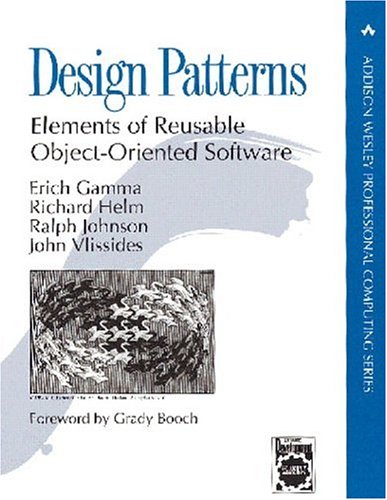 Design Patterns
Elements of Reusable
Object-Oriented Software
Erich Gamma
Richard Helm
Ralph Johnson
John Vlissides
Foreword by Grady Booch
Development
ADDISON WESLEY PROFESSIONAL COMPUTING SERIES